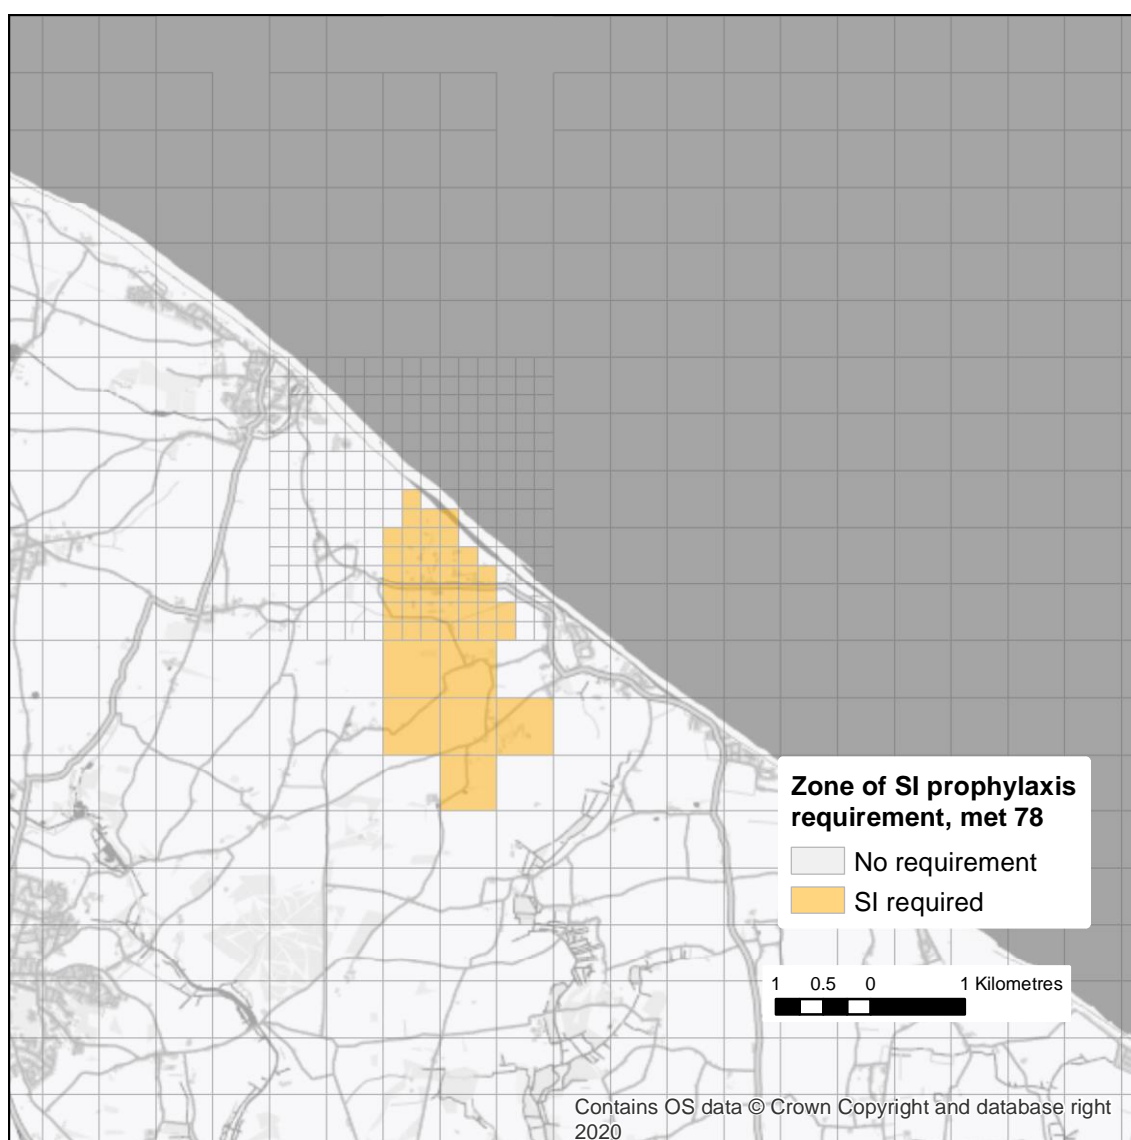 Zone of SI prophylaxis
requirement, met 78
No requirement
SI required
1 0.5 0 1 Kilometres
Contains OS data © Crown Copyright and database right
2020